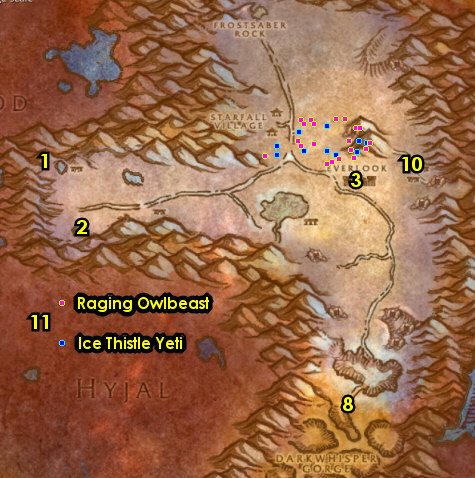 FROSTSABER
ROCK
STARFALL
VILLAGE
1
10
EVERLOOK
3
2
Raging Owlbeast
11
Ice Thistle Yeti
HYJAL
8
DARKWHISPER
GORGE